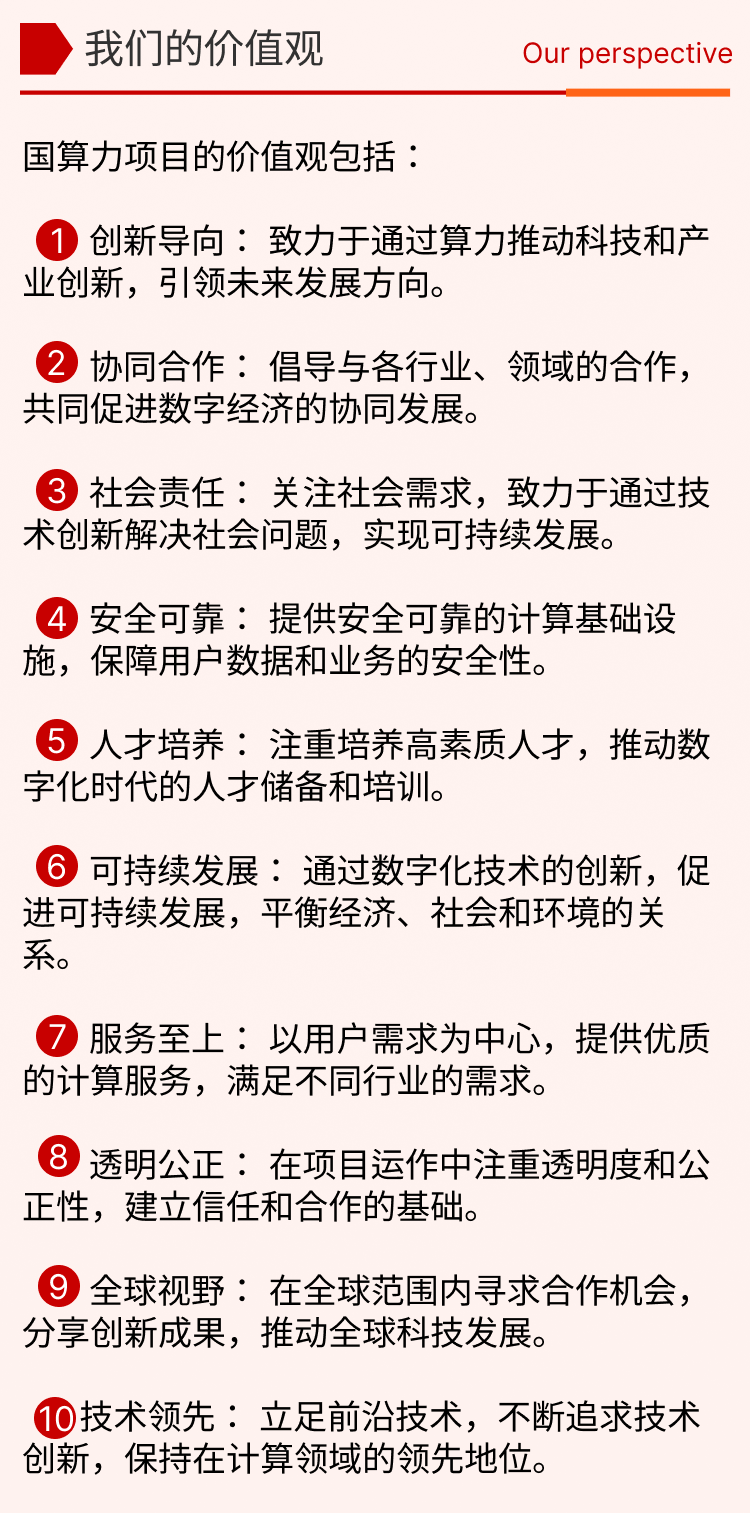 我们的价值观
Our perspective
国算力项目的价值观包括：
1 创新导向： 致力于通过算力推动科技和产
业创新，引领未来发展方向。
2 协同合作： 倡导与各行业、领域的合作，
共同促进数字经济的协同发展。
3 社会责任： 关注社会需求，致力于通过技
术创新解决社会问题，实现可持续发展。
4 安全可靠： 提供安全可靠的计算基础设
施，保障用户数据和业务的安全性。
5 人才培养： 注重培养高素质人才，推动数
字化时代的人才储备和培训。
6 可持续发展： 通过数字化技术的创新，促
进可持续发展，平衡经济、社会和环境的关
系。
7 服务至上： 以用户需求为中心，提供优质
的计算服务，满足不同行业的需求。
8 透明公正： 在项目运作中注重透明度和公
正性，建立信任和合作的基础。
9 全球视野： 在全球范围内寻求合作机会，
分享创新成果，推动全球科技发展。
10 技术领先： 立足前沿技术，不断追求技术
创新，保持在计算领域的领先地位。